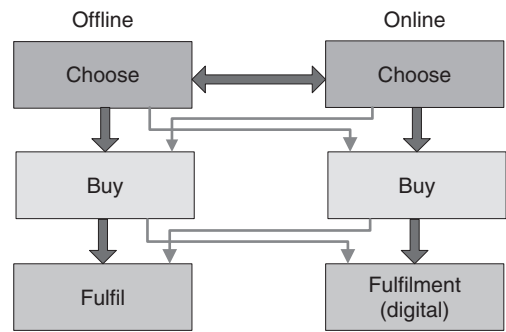 Offline Online
Choose Choose
Buy Buy
Fulfil Fulfilment
(digital)